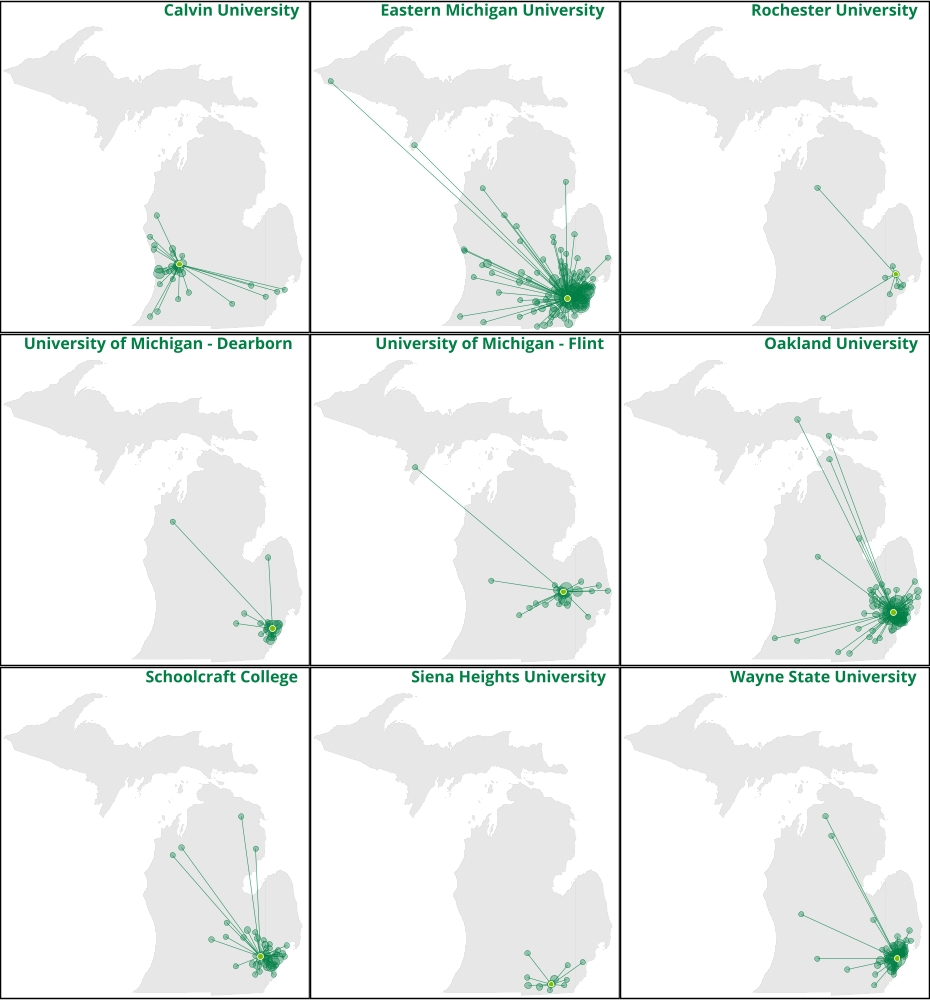 Calvin University
Eastern Michigan University
Rochester University
University of Michigan - Dearborn
University of Michigan - Flint
Oakland University
Schoolcraft College
Siena Heights University
Wayne State University